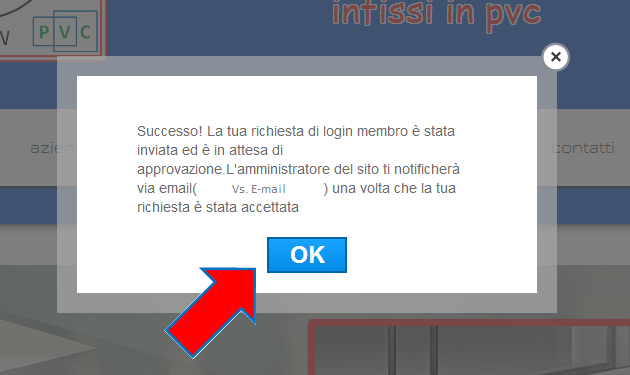 infissi in pvc
W
PVC
Successo! La tua richiesta di login membro è stata
inviata ed è in attesa di
approvazione.L'amministratore del sito ti notificherà
via email( Vs. E-mail ) una volta che la tua
richiesta è stata accettata
contatti
OK